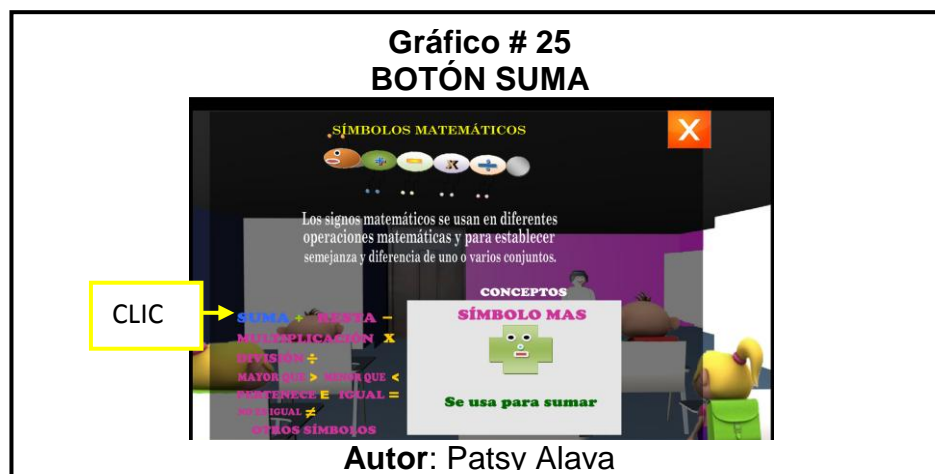 Gráfico # 25
BOTÓN SUMA
SÍMBOLOS MATEMÁTICOS
X
+ − x +
Los signos matemáticos se usan en diferentes
operaciones matemáticas y para establecer
semejanza y diferencia de uno o varios conjuntos.
CLIC
SUMA + RESTA −
MULTIPLICACIÓN X
DIVISIÓN ÷
MAYOR QUE > MENOR QUE <
PERTENECE E IGUAL =
NO ES IGUAL ≠
OTROS SÍMBOLOS
CONCEPTOS
SÍMBOLO MAS
Se usa para sumar
Autor: Patsy Alava